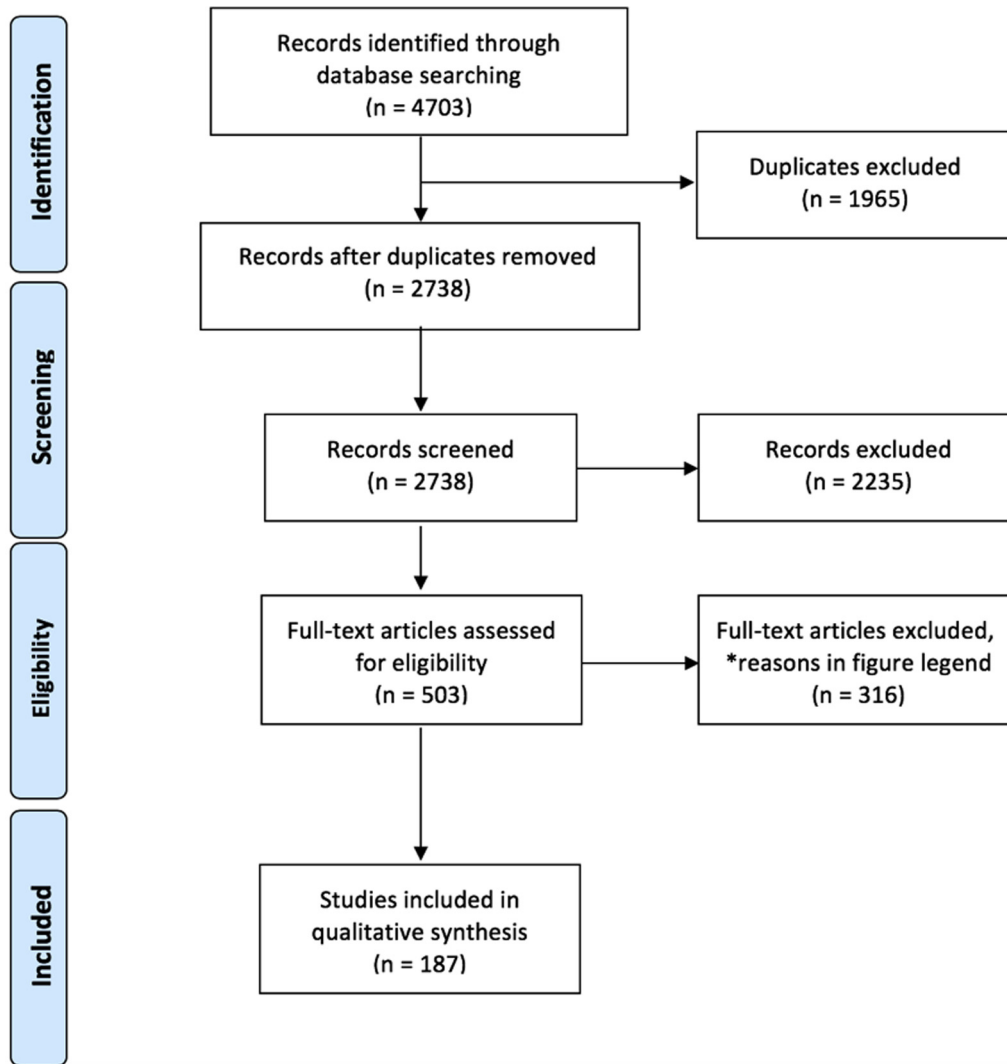 Identification
Records identified through
database searching
(n = 4703)
Duplicates excluded
(n = 1965)
Records after duplicates removed
(n = 2738)
Screening
Records screened
(n = 2738)
Records excluded
(n = 2235)
Eligibility
Full-text articles assessed
for eligibility
(n = 503)
Full-text articles excluded,
*reasons in figure legend
(n = 316)
Included
Studies included in
qualitative synthesis
(n = 187)